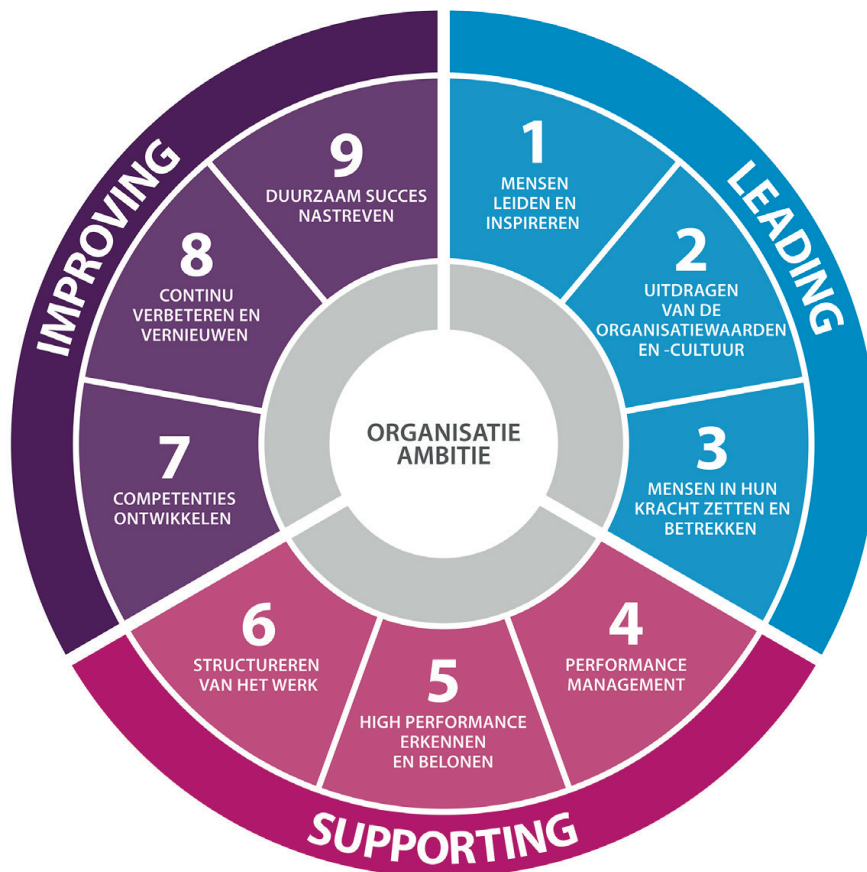 LEADING
1
MENSEN
LEIDEN EN
INSPIREREN
2
UITDRAGEN
VAN DE
ORGANISATIEWAARDEN
EN -CULTUUR
3
MENSEN IN HUN
KRACHT ZETTEN EN
BETREKKEN
SUPPORTING
4
PERFORMANCE
MANAGEMENT
5
HIGH PERFORMANCE
ERKENNEN
EN BELONEN
6
STRUCTUREREN
VAN HET WERK
IMPROVING
7
COMPETENTIES
ONTWIKKELEN
8
CONTINU
VERBETEREN EN
VERNIEUWEN
9
DUURZAAM SUCCES
NASTREVEN
ORGANISATIE
AMBITIE